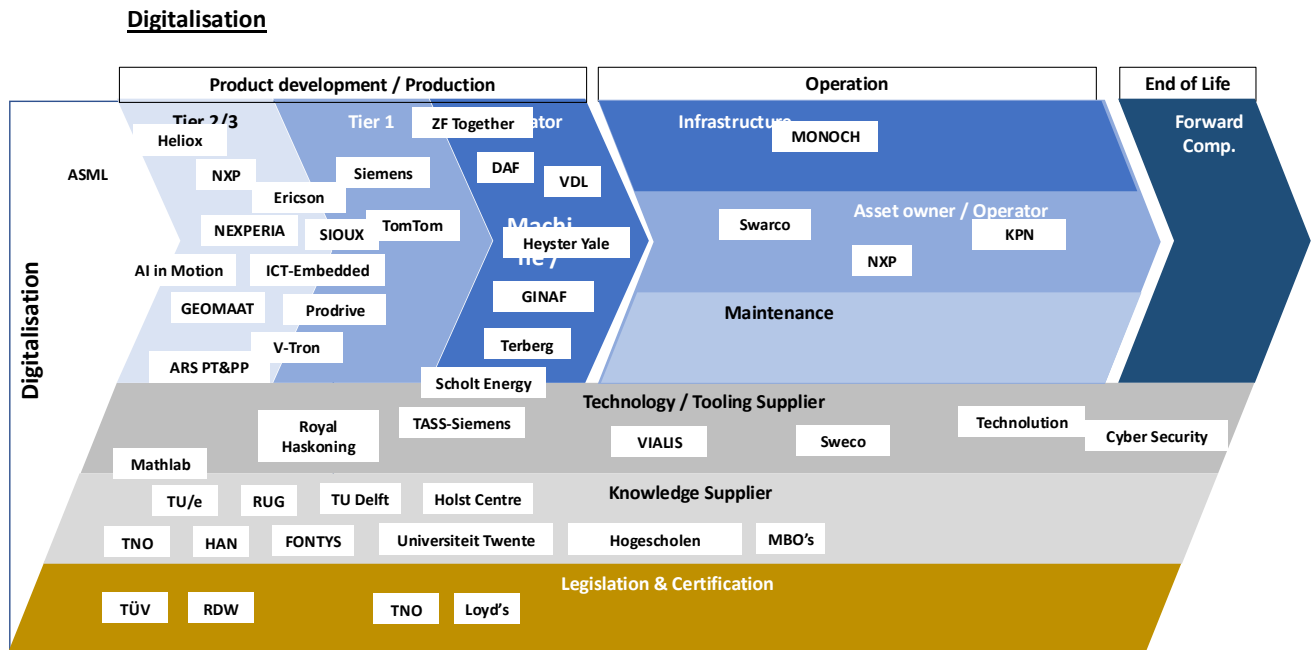 Digitalisation
Product development / Production
Operation
End of Life
Digitalisation
Tier 2/3
Tier 1
ator
Infrastructure
Forward
Comp.
ZF Together
MONOCH
Heliox
ASML
NXP
Siemens
DAF
VDL
Ericson
Asset owner / Operator
NEXPERIA
SIOUX
TomTom
Machi
ne /
Heyster Yale
Swarco
KPN
NXP
AI in Motion
ICT-Embedded
GEOMAAT
Prodrive
GINAF
Maintenance
V-Tron
Terberg
ARS PT&PP
Scholt Energy
Technology / Tooling Supplier
Royal
Haskoning
TASS-Siemens
VIALIS
Sweco
Technolution
Cyber Security
Mathlab
Knowledge Supplier
TU/e
RUG
TU Delft
Holst Centre
TNO
HAN
FONTYS
Universiteit Twente
Hogescholen
MBO's
Legislation & Certification
TÜV
RDW
TNO
Loyd's